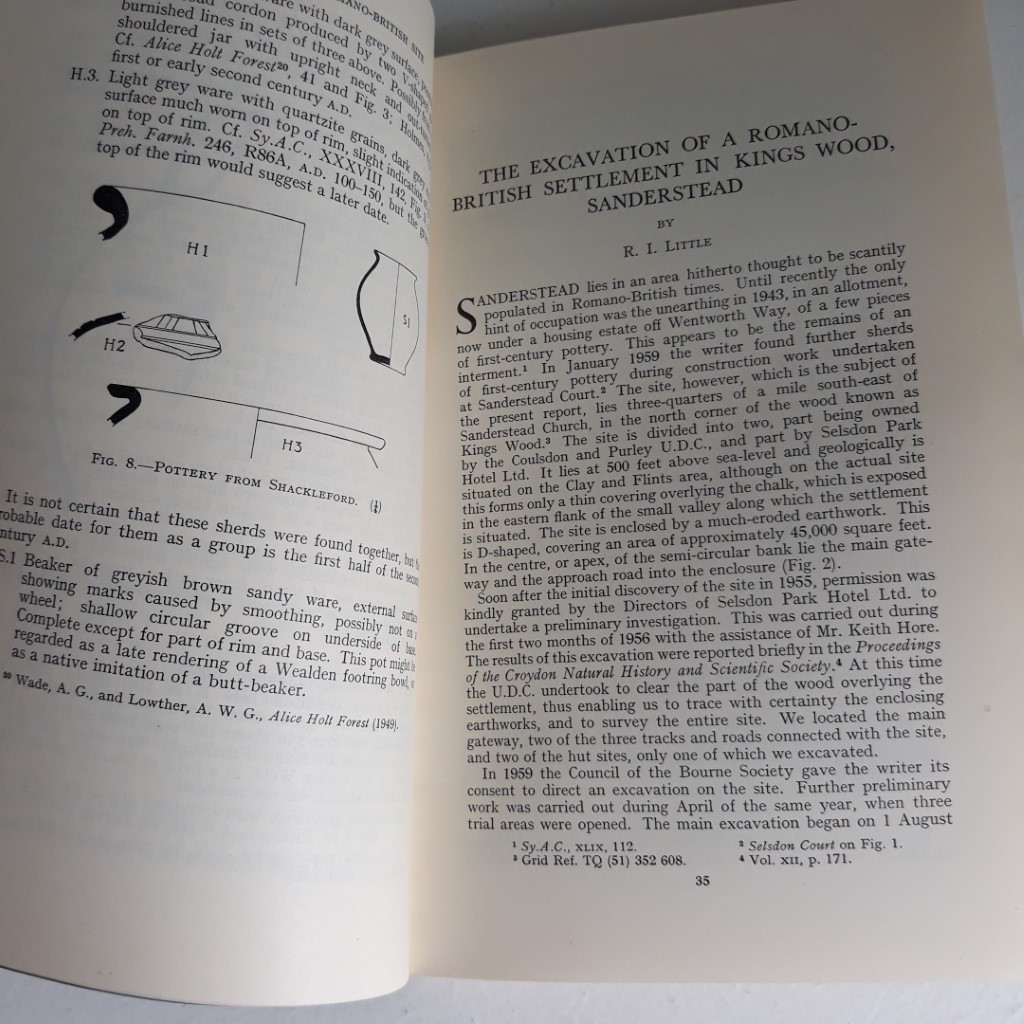 MANO-BRITISH SITE
ware with dark grey surface,
cordon produced by two V-shaped
burnished lines in sets of three above. Possibly from
shouldered jar with upright neck and
Cf. Alice Holt Forest²⁰, 41 and Fig. 3; Holmes,
first or early second century A.D.
H.3. Light grey ware with quartzite grains, dark grey
surface much worn on top of rim, slight indication of
on top of rim. Cf. Sy.A.C., XXXVIII, 142, Fig.
Preh. Farnh. 246, R86A, A.D. 100-150, but the
top of the rim would suggest a later date.
H1
S1
H2
H3
FIG. 8.—POTTERY FROM SHACKLEFORD. (¼)
It is not certain that these sherds were found together, but
robable date for them as a group is the first half of the second
ntury A.D.
S.1 Beaker of greyish brown sandy ware, external surface
showing marks caused by smoothing, possibly not on a
wheel; shallow circular groove on underside of base.
Complete except for part of rim and base. This pot might be
regarded as a late rendering of a Wealden footring bowl, or
as a native imitation of a butt-beaker.
²⁰ Wade, A. G., and Lowther, A. W. G., Alice Holt Forest (1949).
THE EXCAVATION OF A ROMANO-
BRITISH SETTLEMENT IN KINGS WOOD,
SANDERSTEAD
BY
R. I. LITTLE
SANDERSTEAD lies in an area hitherto thought to be scantily
populated in Romano-British times. Until recently the only
hint of occupation was the unearthing in 1943, in an allotment,
now under a housing estate off Wentworth Way, of a few pieces
of first-century pottery. This appears to be the remains of an
interment.¹ In January 1959 the writer found further sherds
of first-century pottery during construction work undertaken
at Sanderstead Court.² The site, however, which is the subject of
the present report, lies three-quarters of a mile south-east of
Sanderstead Church, in the north corner of the wood known as
Kings Wood.³ The site is divided into two, part being owned
by the Coulsdon and Purley U.D.C., and part by Selsdon Park
Hotel Ltd. It lies at 500 feet above sea-level and geologically is
situated on the Clay and Flints area, although on the actual site
this forms only a thin covering overlying the chalk, which is exposed
in the eastern flank of the small valley along which the settlement
is situated. The site is enclosed by a much-eroded earthwork. This
is D-shaped, covering an area of approximately 45,000 square feet.
In the centre, or apex, of the semi-circular bank lie the main gate-
way and the approach road into the enclosure (Fig. 2).
Soon after the initial discovery of the site in 1955, permission was
kindly granted by the Directors of Selsdon Park Hotel Ltd. to
undertake a preliminary investigation. This was carried out during
the first two months of 1956 with the assistance of Mr. Keith Hore.
The results of this excavation were reported briefly in the Proceedings
of the Croydon Natural History and Scientific Society.⁴ At this time
the U.D.C. undertook to clear the part of the wood overlying the
settlement, thus enabling us to trace with certainty the enclosing
earthworks, and to survey the entire site. We located the main
gateway, two of the three tracks and roads connected with the site,
and two of the hut sites, only one of which we excavated.
In 1959 the Council of the Bourne Society gave the writer its
consent to direct an excavation on the site. Further preliminary
work was carried out during April of the same year, when three
trial areas were opened. The main excavation began on 1 August
¹ Sy.A.C., XLIX, 112.
² Selsdon Court on Fig. 1.
³ Grid Ref. TQ (51) 352 608.
⁴ Vol. XII, p. 171.
35